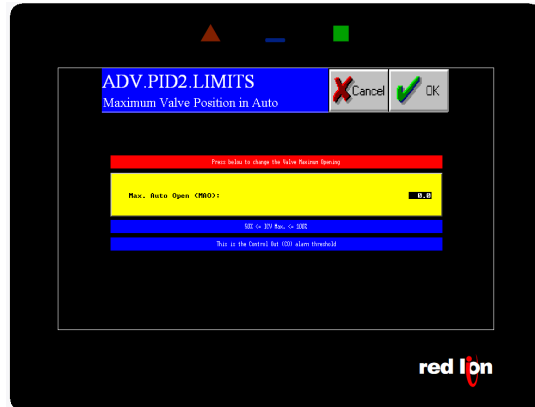 ADV.PID2.LIMITS
Maximum Valve Position in Auto
Cancel
OK
Press below to change the Valve Maximum Opening
Max. Auto Open (MAO):
0.0
50% <= ICV Max. <= 100%
This is the Control Out (CO) alarm threshold
red lion